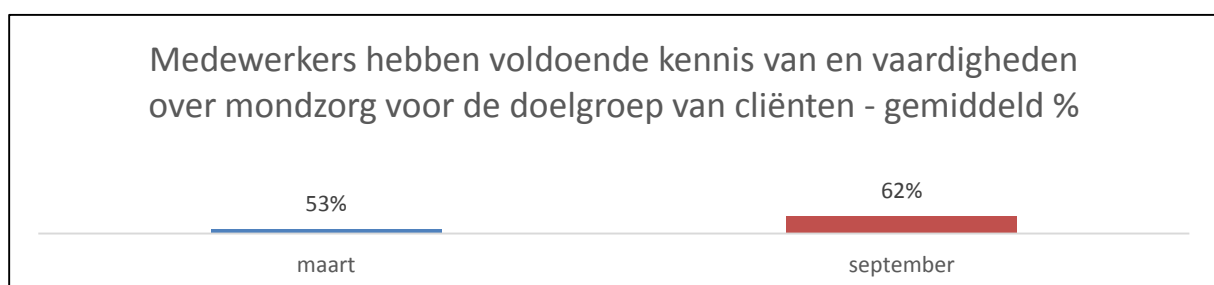 Medewerkers hebben voldoende kennis van en vaardigheden
over mondzorg voor de doelgroep van cliënten - gemiddeld %
53%
62%
maart
september